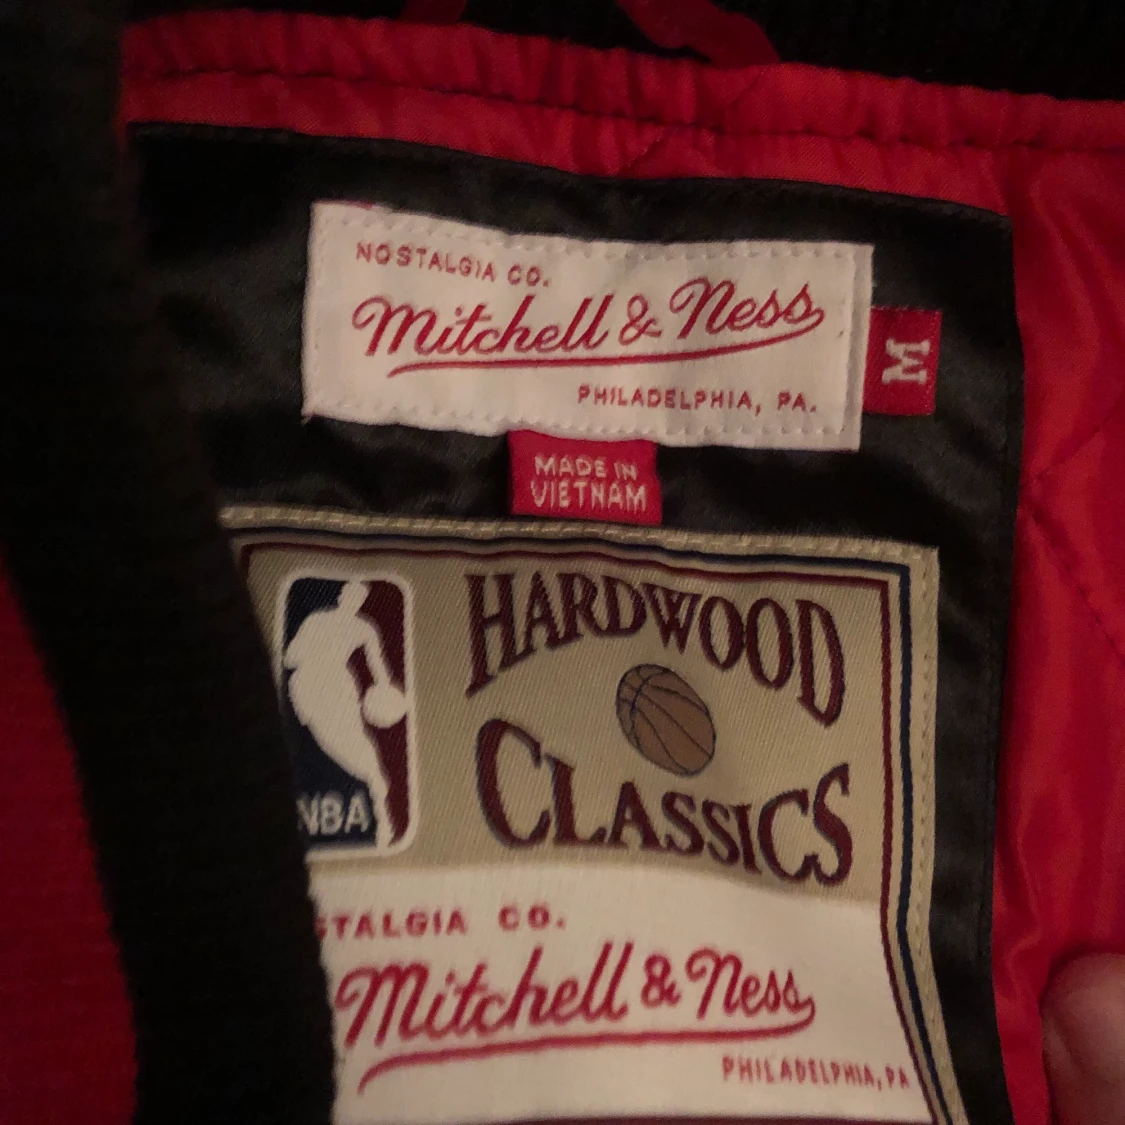 NOSTALGIA CO.
Mitchell & Ness
PHILADELPHIA, PA.
M
MADE IN
VIETNAM
HARDWOOD
CLASSICS
NBA
STALGIA CO.
Mitchell & Ness
PHILADELPHIA, PA